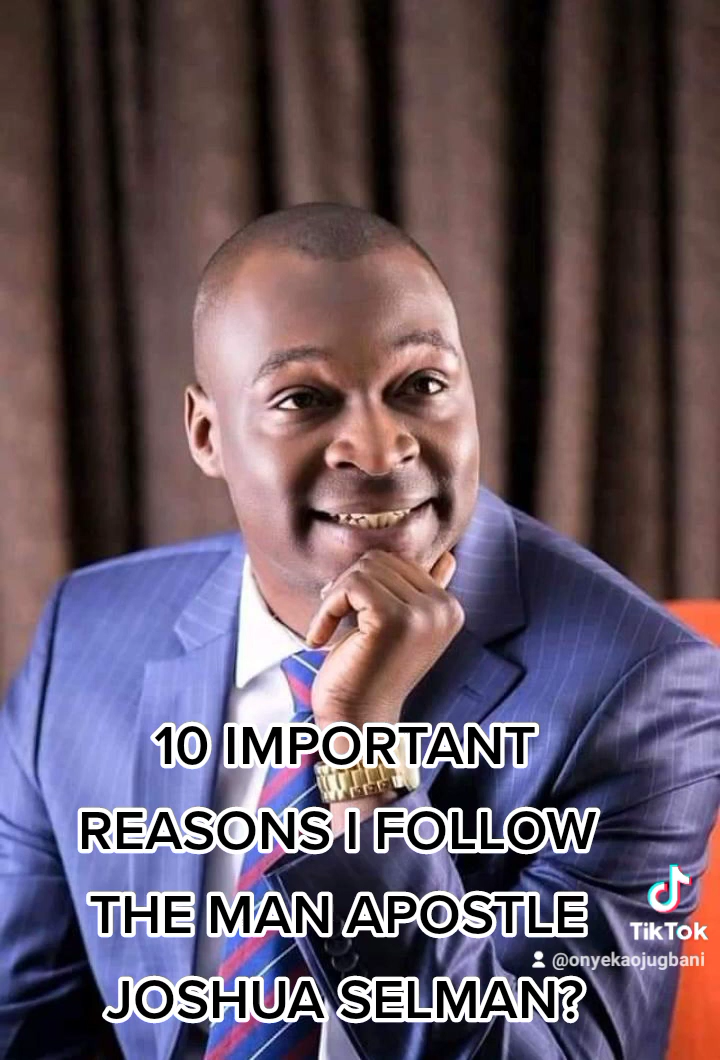 10 IMPORTANT
REASONS I FOLLOW
THE MAN APOSTLE
JOSHUA SELMAN?
TikTok
@onyekaojugbani